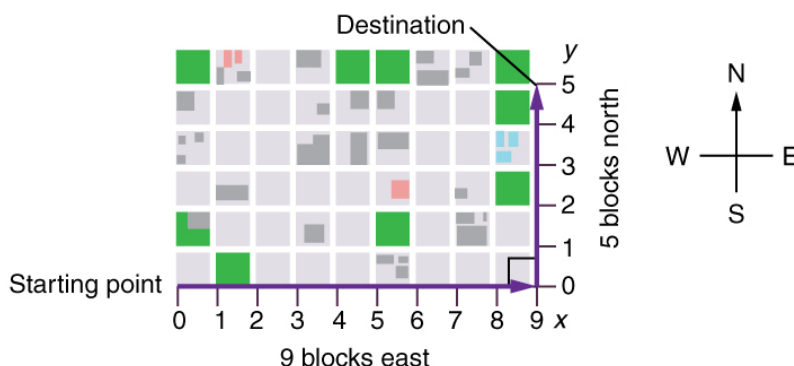 Destination
y
5
4
3
2
1
0
5 blocks north
N
W
E
S
Starting point
0 1 2 3 4 5 6 7 8 9 x
9 blocks east